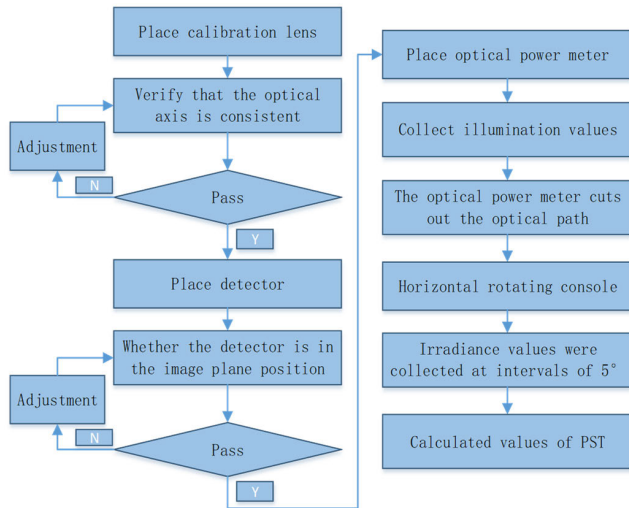 Place calibration lens
Verify that the optical
axis is consistent
Adjustment
N
Pass
Y
Place detector
Whether the detector is in
the image plane position
Adjustment
N
Pass
Y
Place optical power meter
Collect illumination values
The optical power meter cuts
out the optical path
Horizontal rotating console
Irradiance values were
collected at intervals of 5°
Calculated values of PST